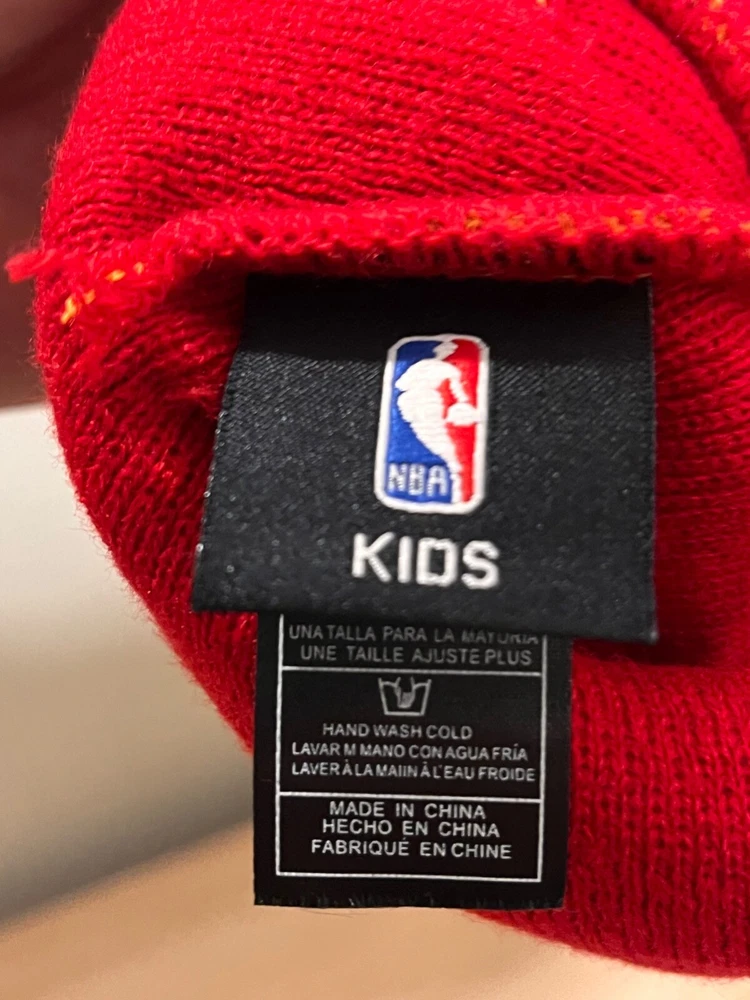 NBA
KIDS
UNA TALLA PARA LA MAYORIA
UNE TAILLE AJUSTE PLUS
HAND WASH COLD
LAVAR M MANO CON AGUA FRÍA
LAVER À LA MAIIN À L'EAU FROIDE
MADE IN CHINA
HECHO EN CHINA
FABRIQUÉ EN CHINE